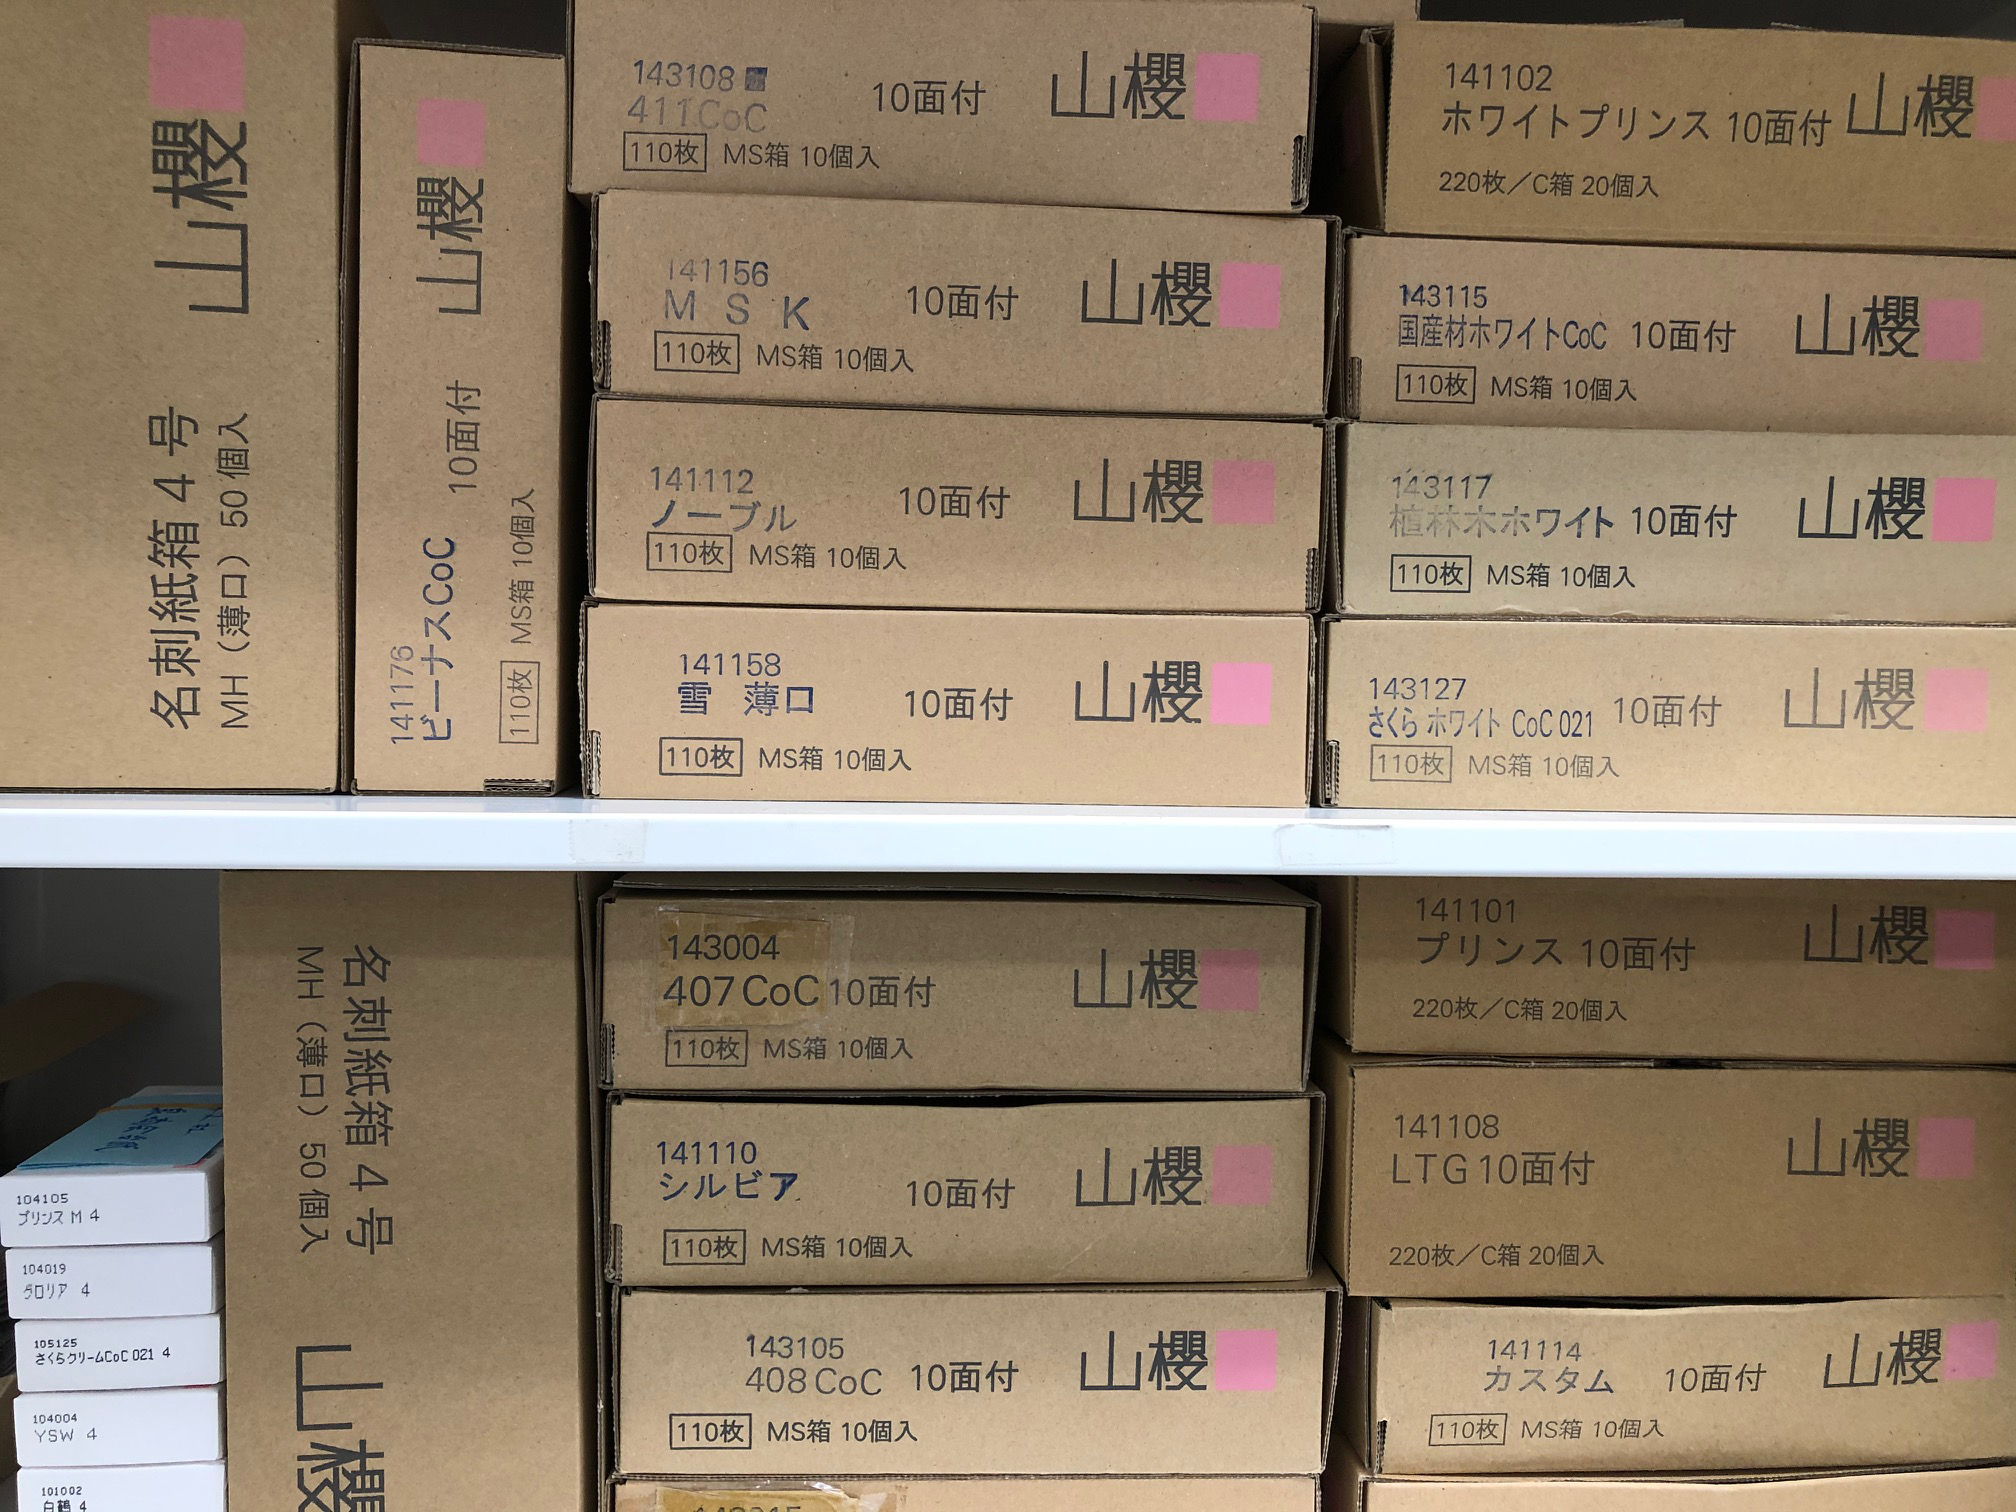 山櫻
名刺紙箱 4 号
MH（薄口）50個入
山櫻
141176
ビーナスCoC 10面付
110枚 MS箱 10個入
143108
411CoC 10面付 山櫻
110枚 MS箱 10個入
141156
M S K 10面付 山櫻
110枚 MS箱 10個入
141112
ノーブル 10面付 山櫻
110枚 MS箱 10個入
141158
雪 薄口 10面付 山櫻
110枚 MS箱 10個入
141102
ホワイトプリンス 10面付 山櫻
220枚／C箱 20個入
143115
国産材ホワイトCoC 10面付 山櫻
110枚 MS箱 10個入
143117
植林木ホワイト 10面付 山櫻
110枚 MS箱 10個入
143127
さくら ホワイト CoC 021 10面付 山櫻
110枚 MS箱 10個入
104105
プリンス M 4
104019
グロリア 4
105125
さくらクリームCoC 021 4
104004
YSW 4
101002
白鶴 4
名刺紙箱 4 号
MH（薄口）50個入
山櫻
143004
407 CoC 10面付 山櫻
110枚 MS箱 10個入
141110
シルビア 10面付 山櫻
110枚 MS箱 10個入
143105
408 CoC 10面付 山櫻
110枚 MS箱 10個入
141101
プリンス 10面付 山櫻
220枚／C箱 20個入
141108
LTG 10面付 山櫻
220枚／C箱 20個入
141114
カスタム 10面付 山櫻
110枚 MS箱 10個入